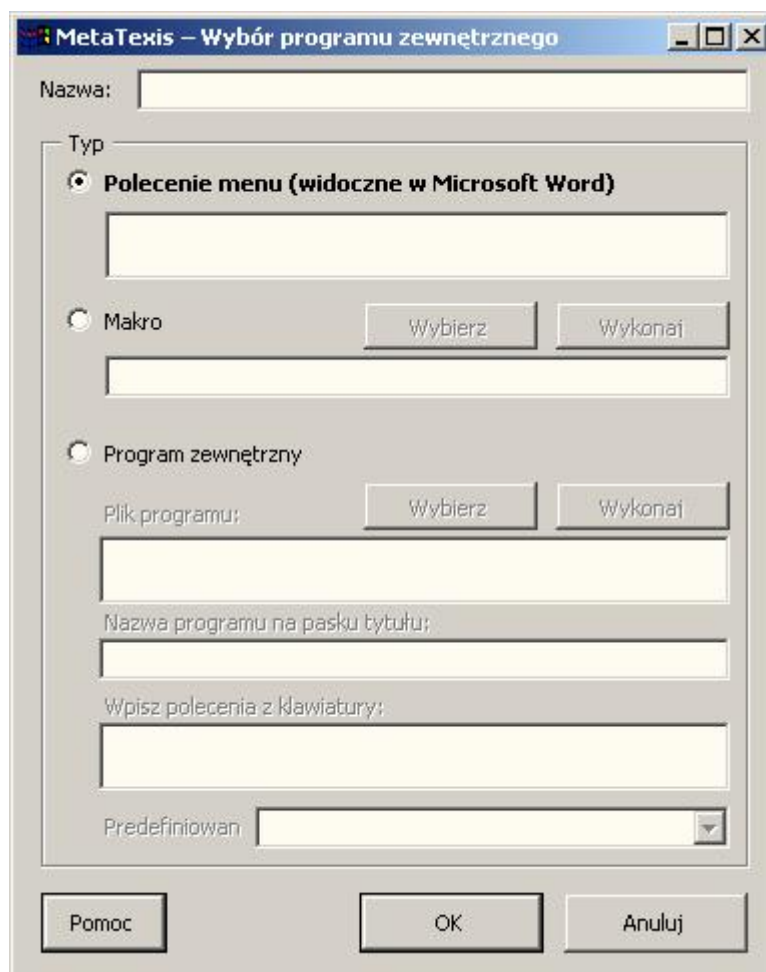 MetaTexis – Wybór programu zewnętrznego
Nazwa:
Typ
Polecenie menu (widoczne w Microsoft Word)
Makro
Wybierz
Wykonaj
Program zewnętrzny
Plik programu:
Wybierz
Wykonaj
Nazwa programu na pasku tytułu:
Wpisz polecenia z klawiatury:
Predefiniowan
Pomoc
OK
Anuluj